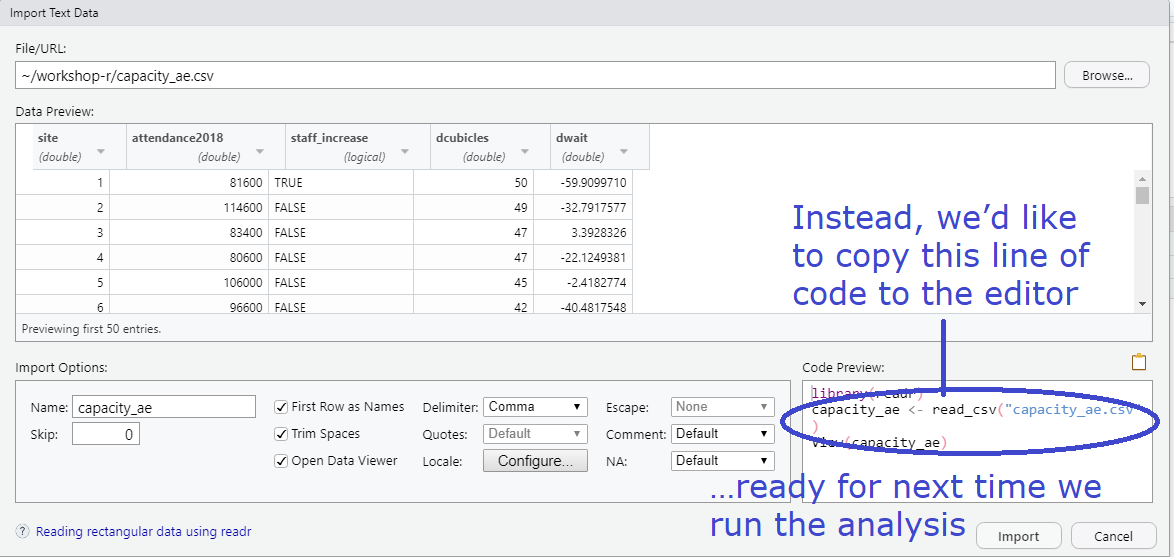 Import Text Data
File/URL:
~/workshop-r/capacity_ae.csv
Browse...
Data Preview:
site attendance2018 staff_increase dcubicles dwait
(double) (double) (logical) (double) (double)
1 81600 TRUE 50 -59.9099710
2 114600 FALSE 49 -32.7917577
3 83400 FALSE 47 3.3928326
4 80600 FALSE 47 -22.1249381
5 106000 FALSE 45 -2.4182774
6 96600 FALSE 42 -40.4817548
Previewing first 50 entries.
Instead, we’d like
to copy this line of
code to the editor
Import Options:
Name: capacity_ae
Skip: 0
First Row as Names
Trim Spaces
Open Data Viewer
Delimiter: Comma
Quotes: Default
Locale: Configure...
Escape: None
Comment: Default
NA: Default
Code Preview:
library(readr)
capacity_ae <- read_csv("capacity_ae.csv
)
View(capacity_ae)
...ready for next time we
run the analysis
? Reading rectangular data using readr
Import
Cancel